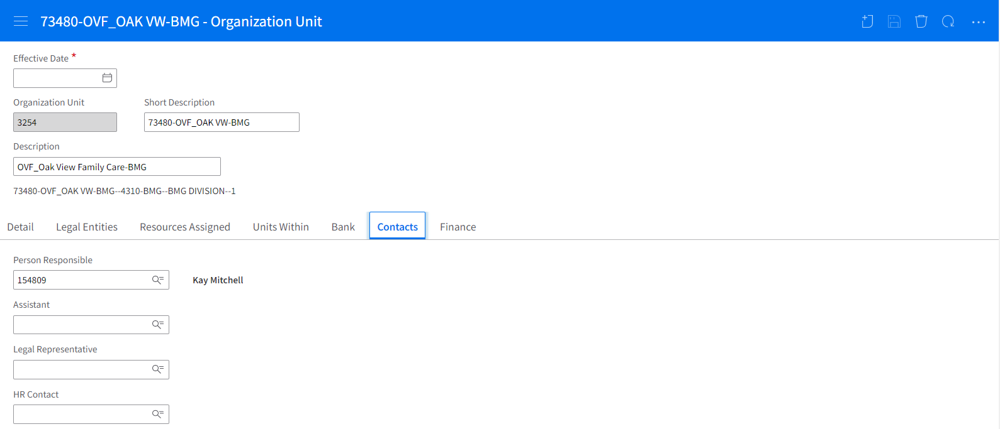 73480-OVF_OAK VW-BMG - Organization Unit
Effective Date *
Organization Unit Short Description
3254 73480-OVF_OAK VW-BMG
Description
OVF_Oak View Family Care-BMG
73480-OVF_OAK VW-BMG--4310-BMG--BMG DIVISION--1
Detail Legal Entities Resources Assigned Units Within Bank Contacts Finance
Person Responsible
154809 Kay Mitchell
Assistant
Legal Representative
HR Contact